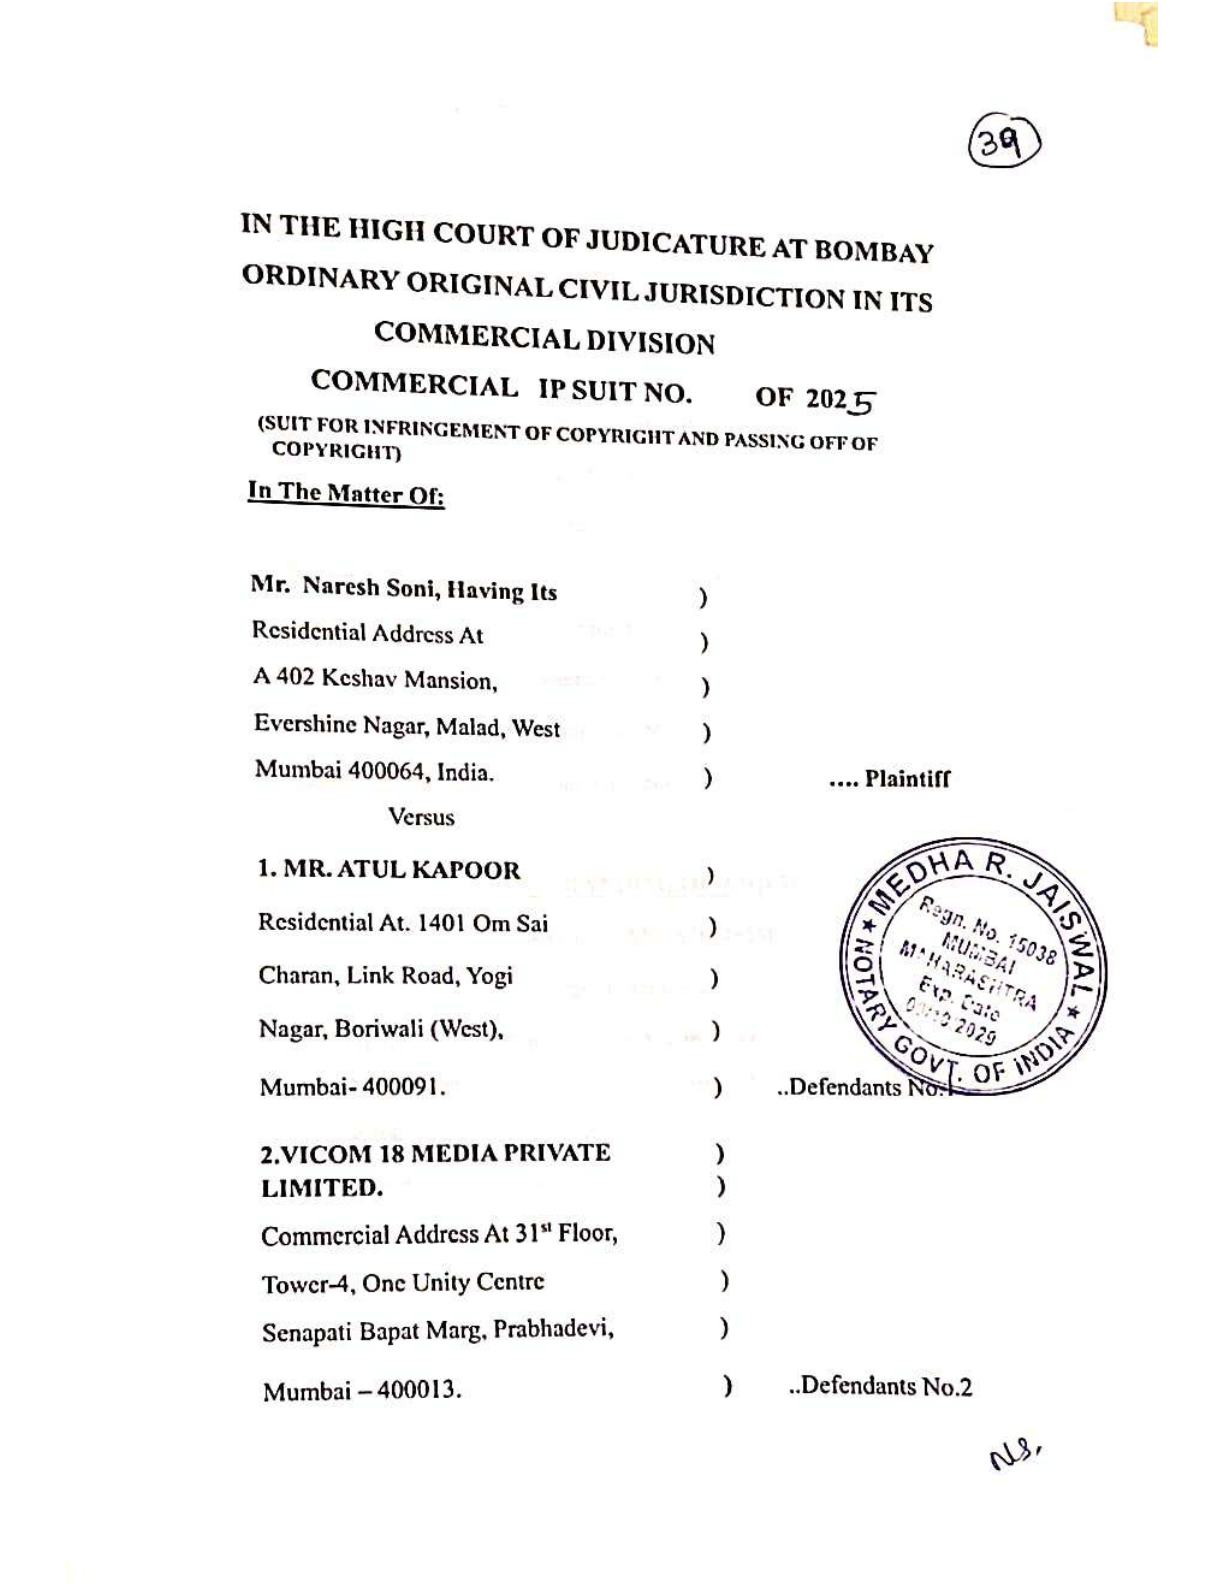 39
IN THE HIGH COURT OF JUDICATURE AT BOMBAY
ORDINARY ORIGINAL CIVIL JURISDICTION IN ITS
COMMERCIAL DIVISION
COMMERCIAL IP SUIT NO. OF 2025
(SUIT FOR INFRINGEMENT OF COPYRIGHT AND PASSING OFF OF
COPYRIGHT)
In The Matter Of:
Mr. Naresh Soni, Having Its )
Residential Address At )
A 402 Keshav Mansion, )
Evershine Nagar, Malad, West )
Mumbai 400064, India. ) .... Plaintiff
Versus
1. MR. ATUL KAPOOR )
Residential At. 1401 Om Sai )
Charan, Link Road, Yogi )
Nagar, Boriwali (West), )
Mumbai- 400091. ) ..Defendants No.1
★ MEDHA R. JAISWAL ★
NOTARY GOVT. OF INDIA
Regn. No. 15038
MUMBAI
MAHARASHTRA
Exp. Date
2029
2.VICOM 18 MEDIA PRIVATE )
LIMITED. )
Commercial Address At 31st Floor, )
Tower-4, One Unity Centre )
Senapati Bapat Marg, Prabhadevi, )
Mumbai – 400013. ) ..Defendants No.2